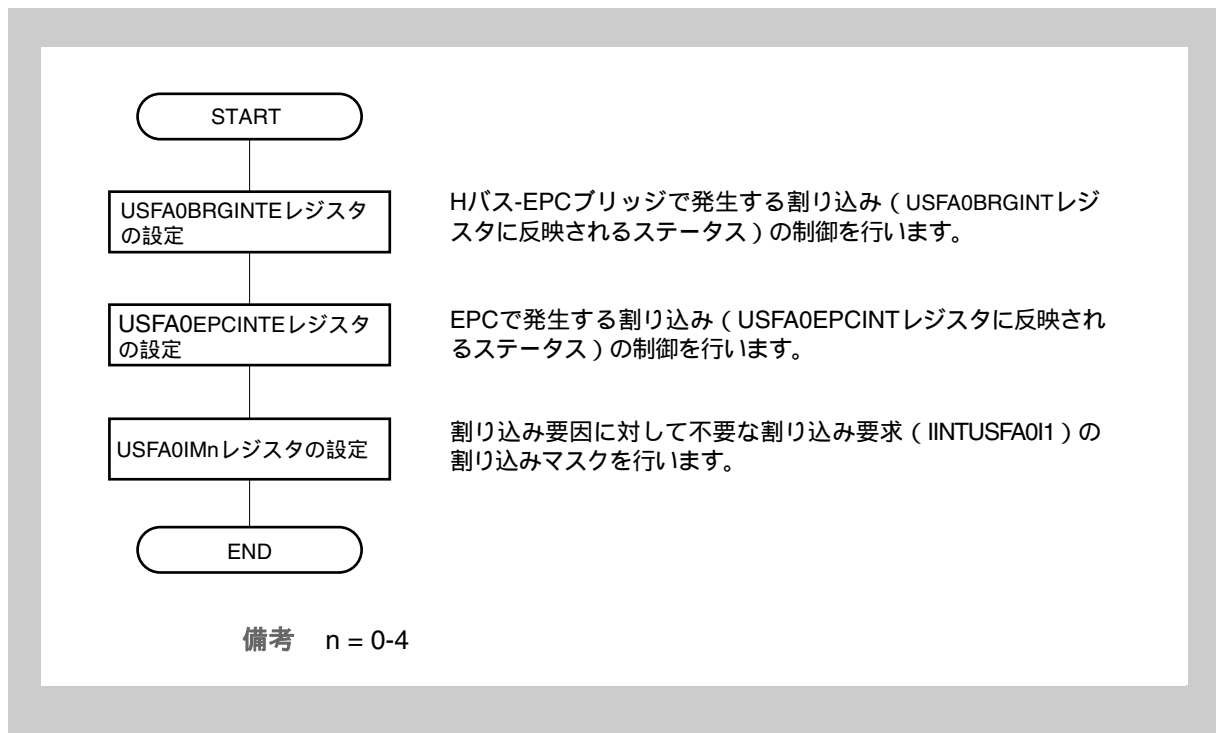 START
USFA0BRGINTEレジスタ
の設定
Hバス-EPCブリッジで発生する割り込み（USFA0BRGINTレジ
スタに反映されるステータス）の制御を行います。
USFA0EPCINTEレジスタ
の設定
EPCで発生する割り込み（USFA0EPCINTレジスタに反映され
るステータス）の制御を行います。
USFA0IMnレジスタの設定
割り込み要因に対して不要な割り込み要求（IINTUSFA0I1）の
割り込みマスクを行います。
END
備考 n = 0-4